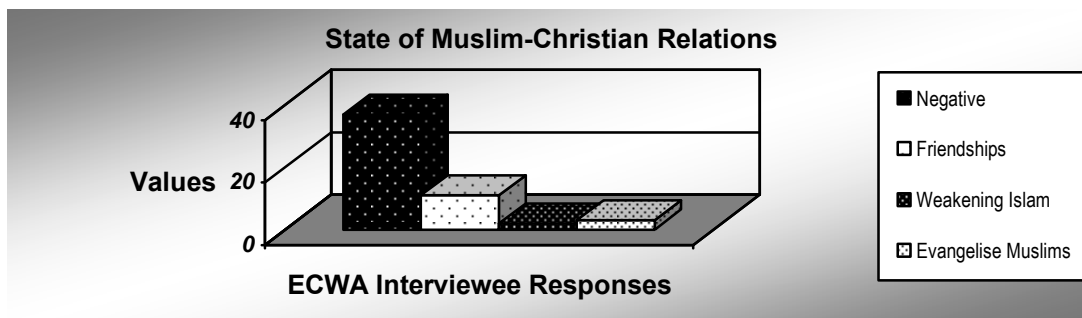 State of Muslim-Christian Relations
40
20
0
Values
ECWA Interviewee Responses
Negative
Friendships
Weakening Islam
Evangelise Muslims